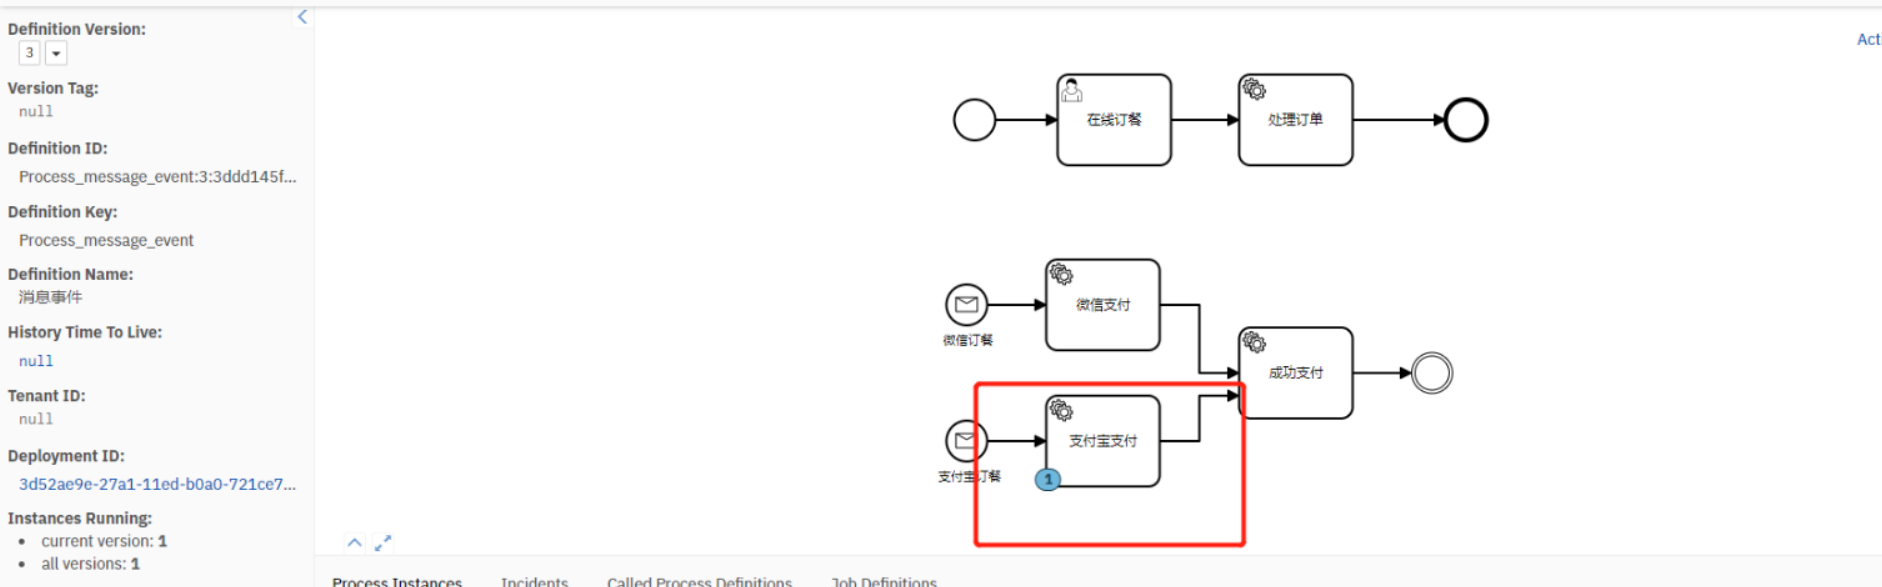 Definition Version:
3
Version Tag:
null
Definition ID:
Process_message_event:3:3ddd145f...
Definition Key:
Process_message_event
Definition Name:
消息事件
History Time To Live:
null
Tenant ID:
null
Deployment ID:
3d52ae9e-27a1-11ed-b0a0-721ce7...
Instances Running:
current version: 1
all versions: 1
Act
在线订餐
处理订单
微信支付
微信订餐
成功支付
支付宝支付
支付宝订餐
1
Process Instances
Incidents
Called Process Definitions
Job Definitions